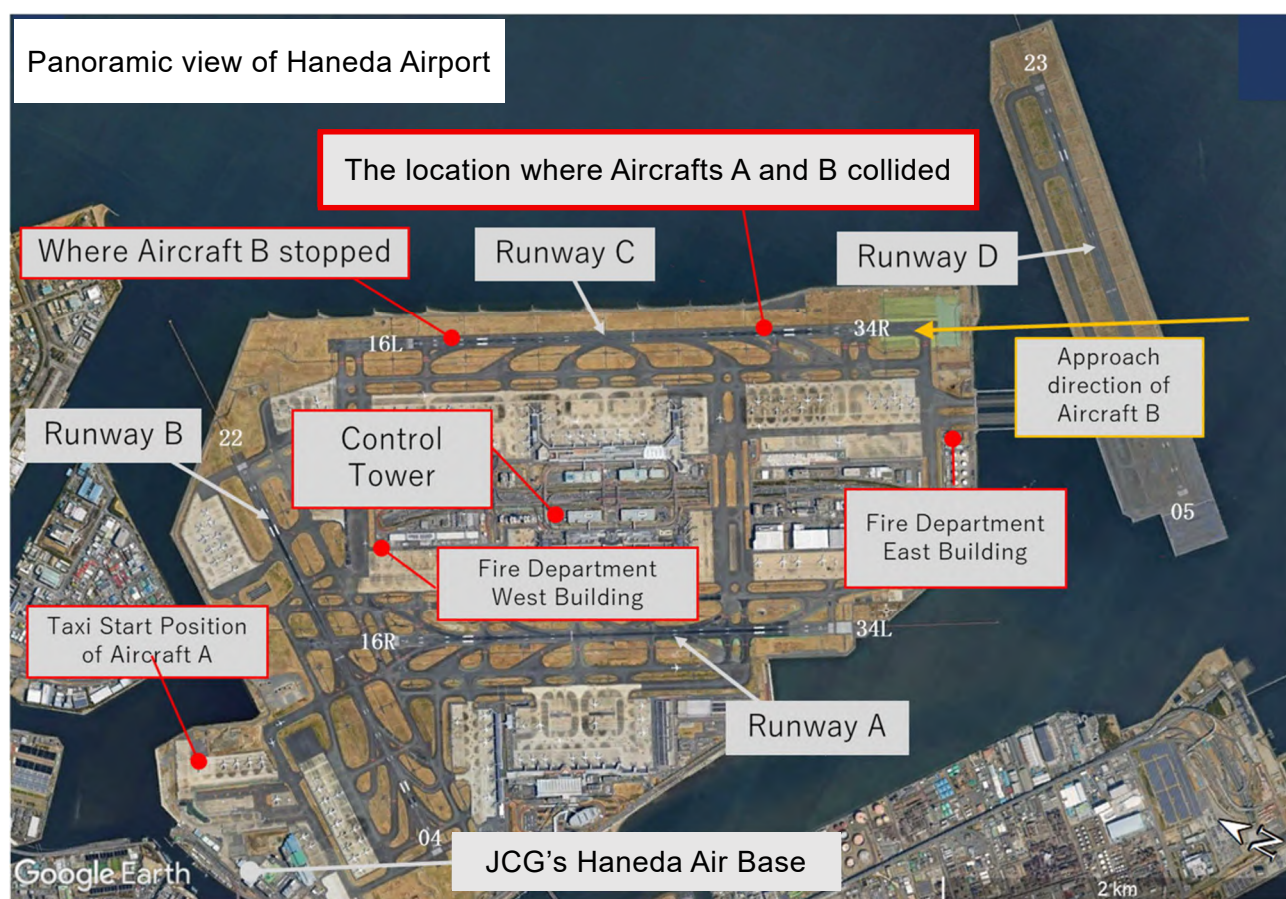 Panoramic view of Haneda Airport
23
The location where Aircrafts A and B collided
Where Aircraft B stopped
Runway C
Runway D
16L
34R
Approach
direction of
Aircraft B
Runway B
22
Control
Tower
05
Fire Department
East Building
Fire Department
West Building
Taxi Start Position
of Aircraft A
16R
34L
Runway A
04
JCG’s Haneda Air Base
Google Earth
N
2 km